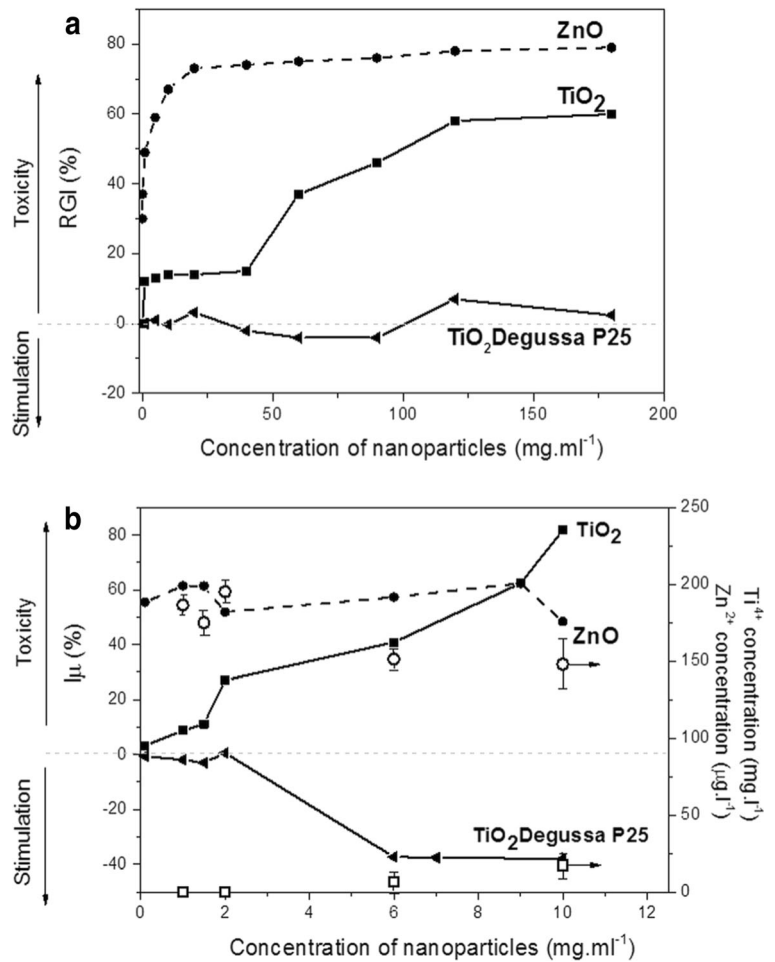 a
ZnO
TiO2
TiO2Degussa P25
RGI (%)
Toxicity
Stimulation
80
60
40
20
0
-20
0
50
100
150
200
Concentration of nanoparticles (mg.ml-1)
b
TiO2
ZnO
TiO2Degussa P25
Iμ (%)
Toxicity
Stimulation
80
60
40
20
0
-20
-40
250
200
150
100
50
0
Ti4+ concentration (mg.l-1)
Zn2+ concentration (μg.l-1)
0
2
4
6
8
10
12
Concentration of nanoparticles (mg.ml-1)